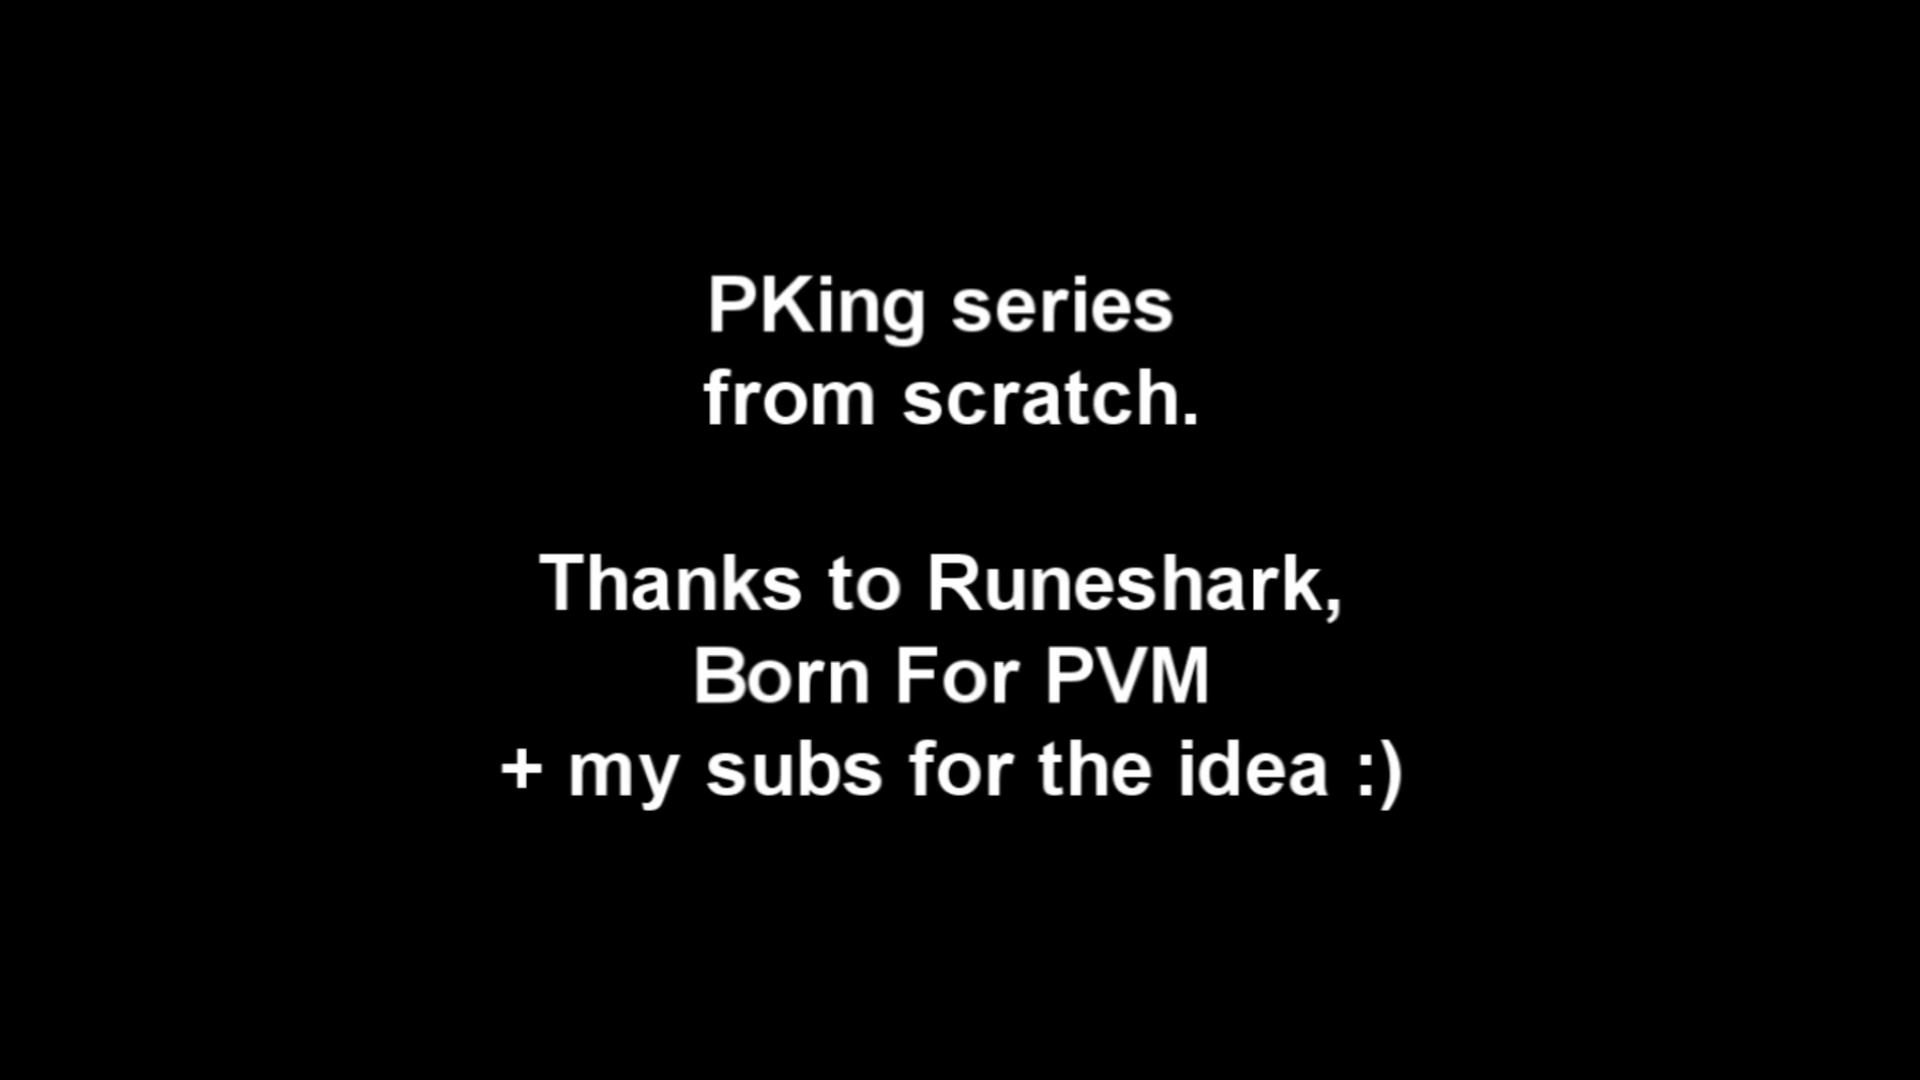 PKing series
from scratch.
Thanks to Runeshark,
Born For PVM
+ my subs for the idea :)